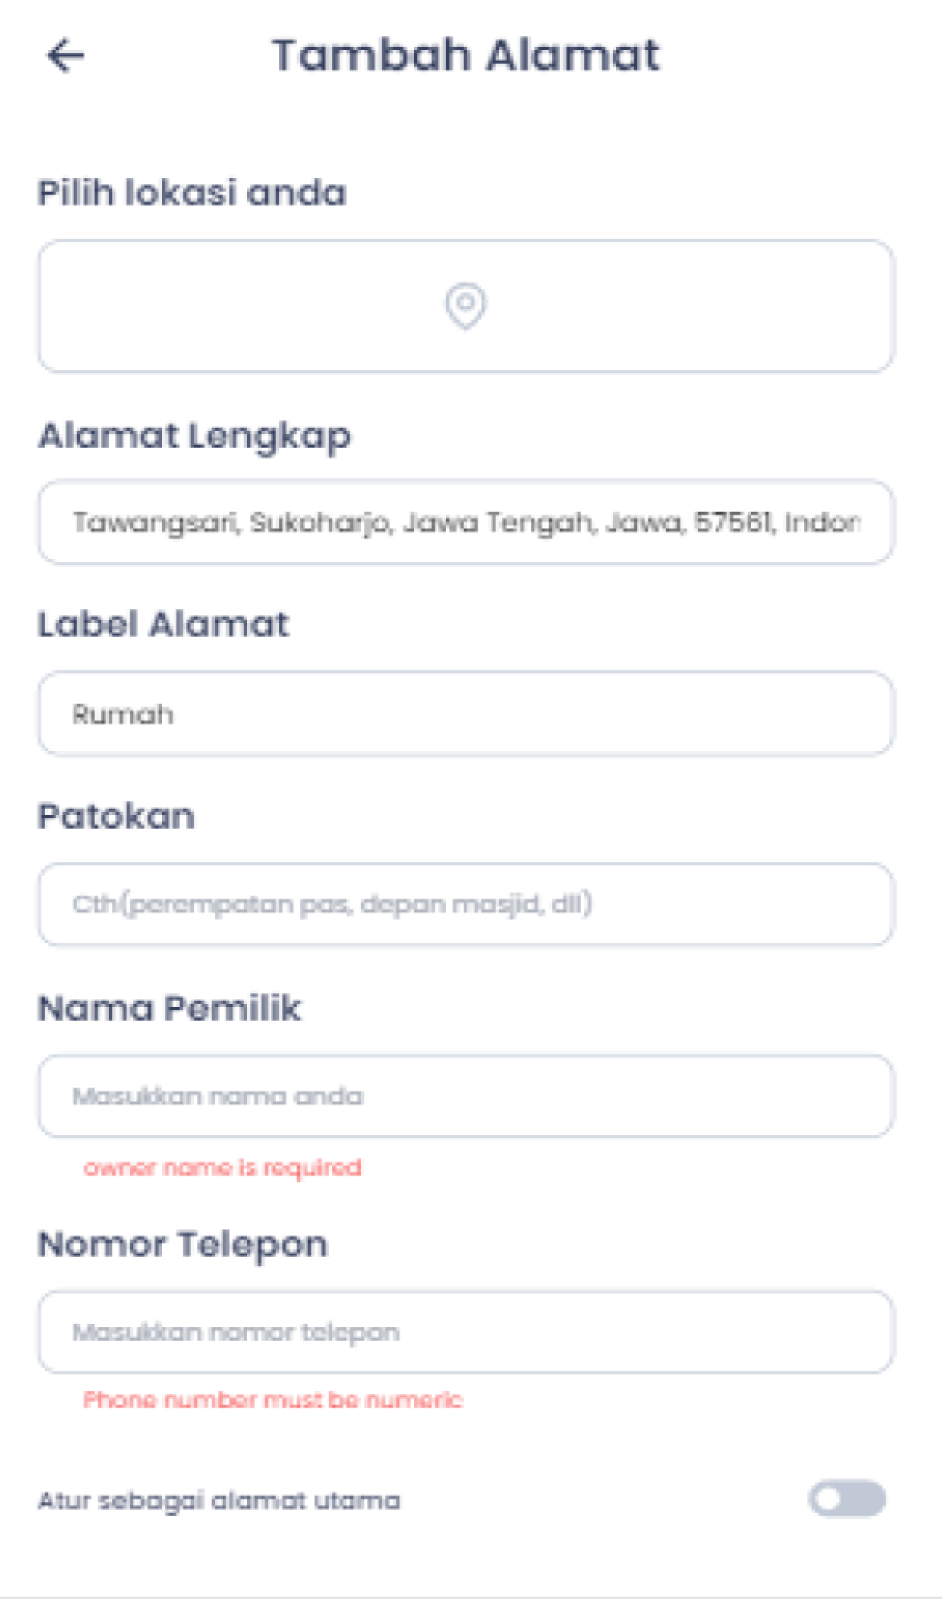 Tambah Alamat
Pilih lokasi anda
Alamat Lengkap
Tawangsari, Sukoharjo, Jawa Tengah, Jawa, 57561, Indon
Label Alamat
Rumah
Patokan
Cth(perempatan pas, depan masjid, dll)
Nama Pemilik
Masukkan nama anda
owner name is required
Nomor Telepon
Masukkan nomor telepon
Phone number must be numeric
Atur sebagai alamat utama